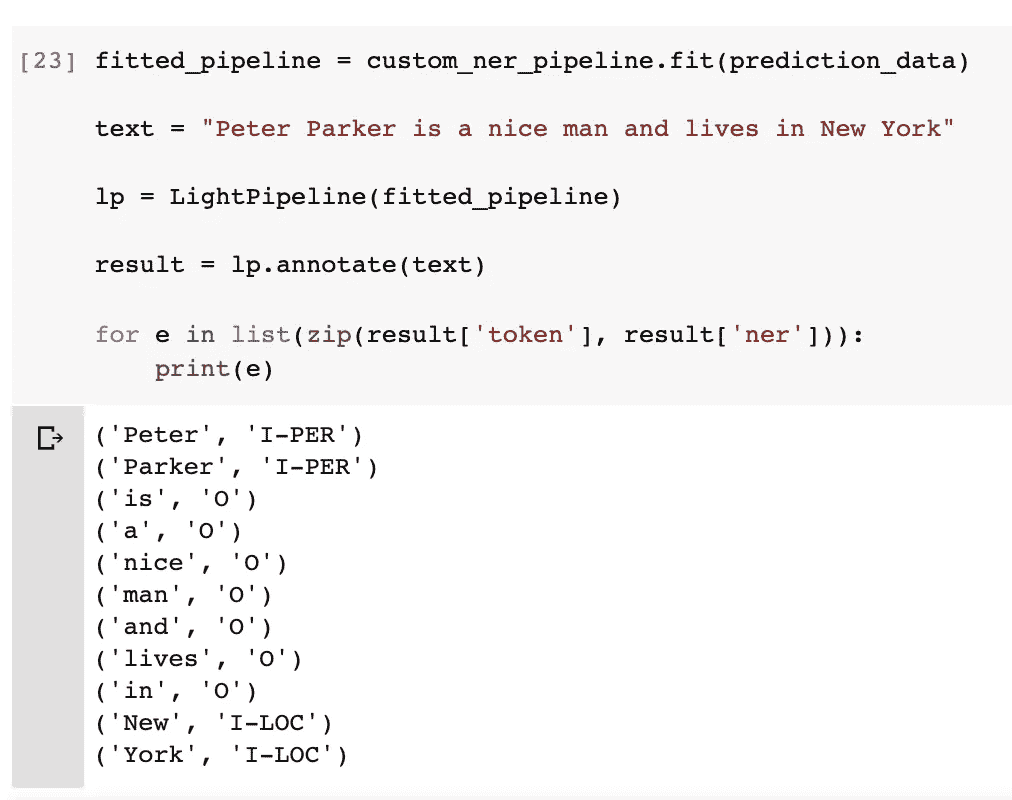 [23] fitted_pipeline = custom_ner_pipeline.fit(prediction_data)
text = "Peter Parker is a nice man and lives in New York"
lp = LightPipeline(fitted_pipeline)
result = lp.annotate(text)
for e in list(zip(result['token'], result['ner'])):
    print(e)
('Peter', 'I-PER')
('Parker', 'I-PER')
('is', 'O')
('a', 'O')
('nice', 'O')
('man', 'O')
('and', 'O')
('lives', 'O')
('in', 'O')
('New', 'I-LOC')
('York', 'I-LOC')